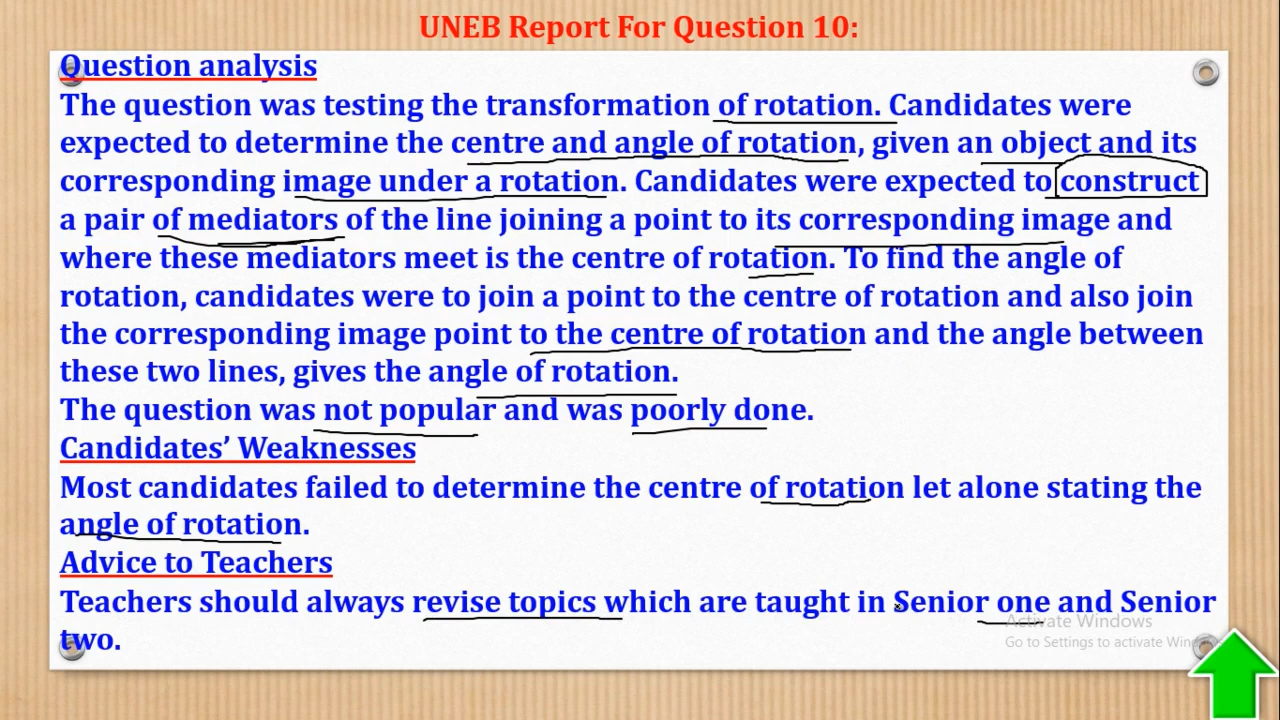 UNEB Report For Question 10:
Question analysis
The question was testing the transformation of rotation. Candidates were
expected to determine the centre and angle of rotation, given an object and its
corresponding image under a rotation. Candidates were expected to construct
a pair of mediators of the line joining a point to its corresponding image and
where these mediators meet is the centre of rotation. To find the angle of
rotation, candidates were to join a point to the centre of rotation and also join
the corresponding image point to the centre of rotation and the angle between
these two lines, gives the angle of rotation.
The question was not popular and was poorly done.
Candidates’ Weaknesses
Most candidates failed to determine the centre of rotation let alone stating the
angle of rotation.
Advice to Teachers
Teachers should always revise topics which are taught in Senior one and Senior
two.
Activate Windows
Go to Settings to activate